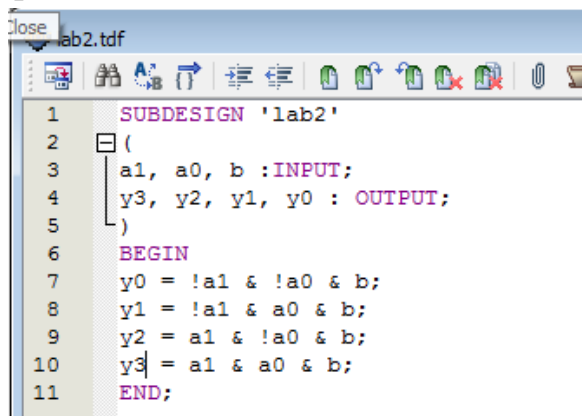 Close
lab2.tdf
1 SUBDESIGN 'lab2'
2 (
3 a1, a0, b :INPUT;
4 y3, y2, y1, y0 : OUTPUT;
5 )
6 BEGIN
7 y0 = !a1 & !a0 & b;
8 y1 = !a1 & a0 & b;
9 y2 = a1 & !a0 & b;
10 y3 = a1 & a0 & b;
11 END;